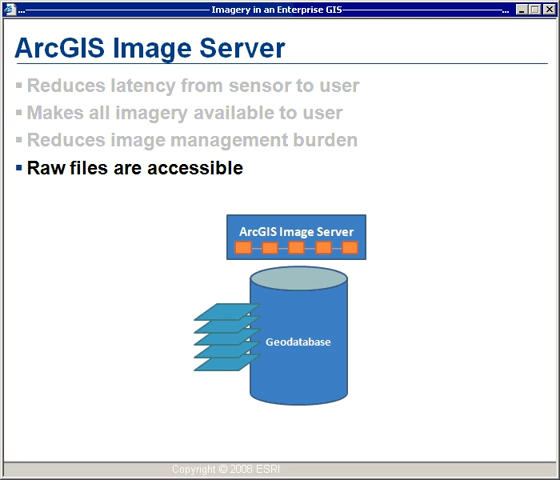 ...Imagery in an Enterprise GIS...
ArcGIS Image Server
Reduces latency from sensor to user
Makes all imagery available to user
Reduces image management burden
Raw files are accessible
ArcGIS Image Server
Geodatabase
Copyright © 2008 ESRI